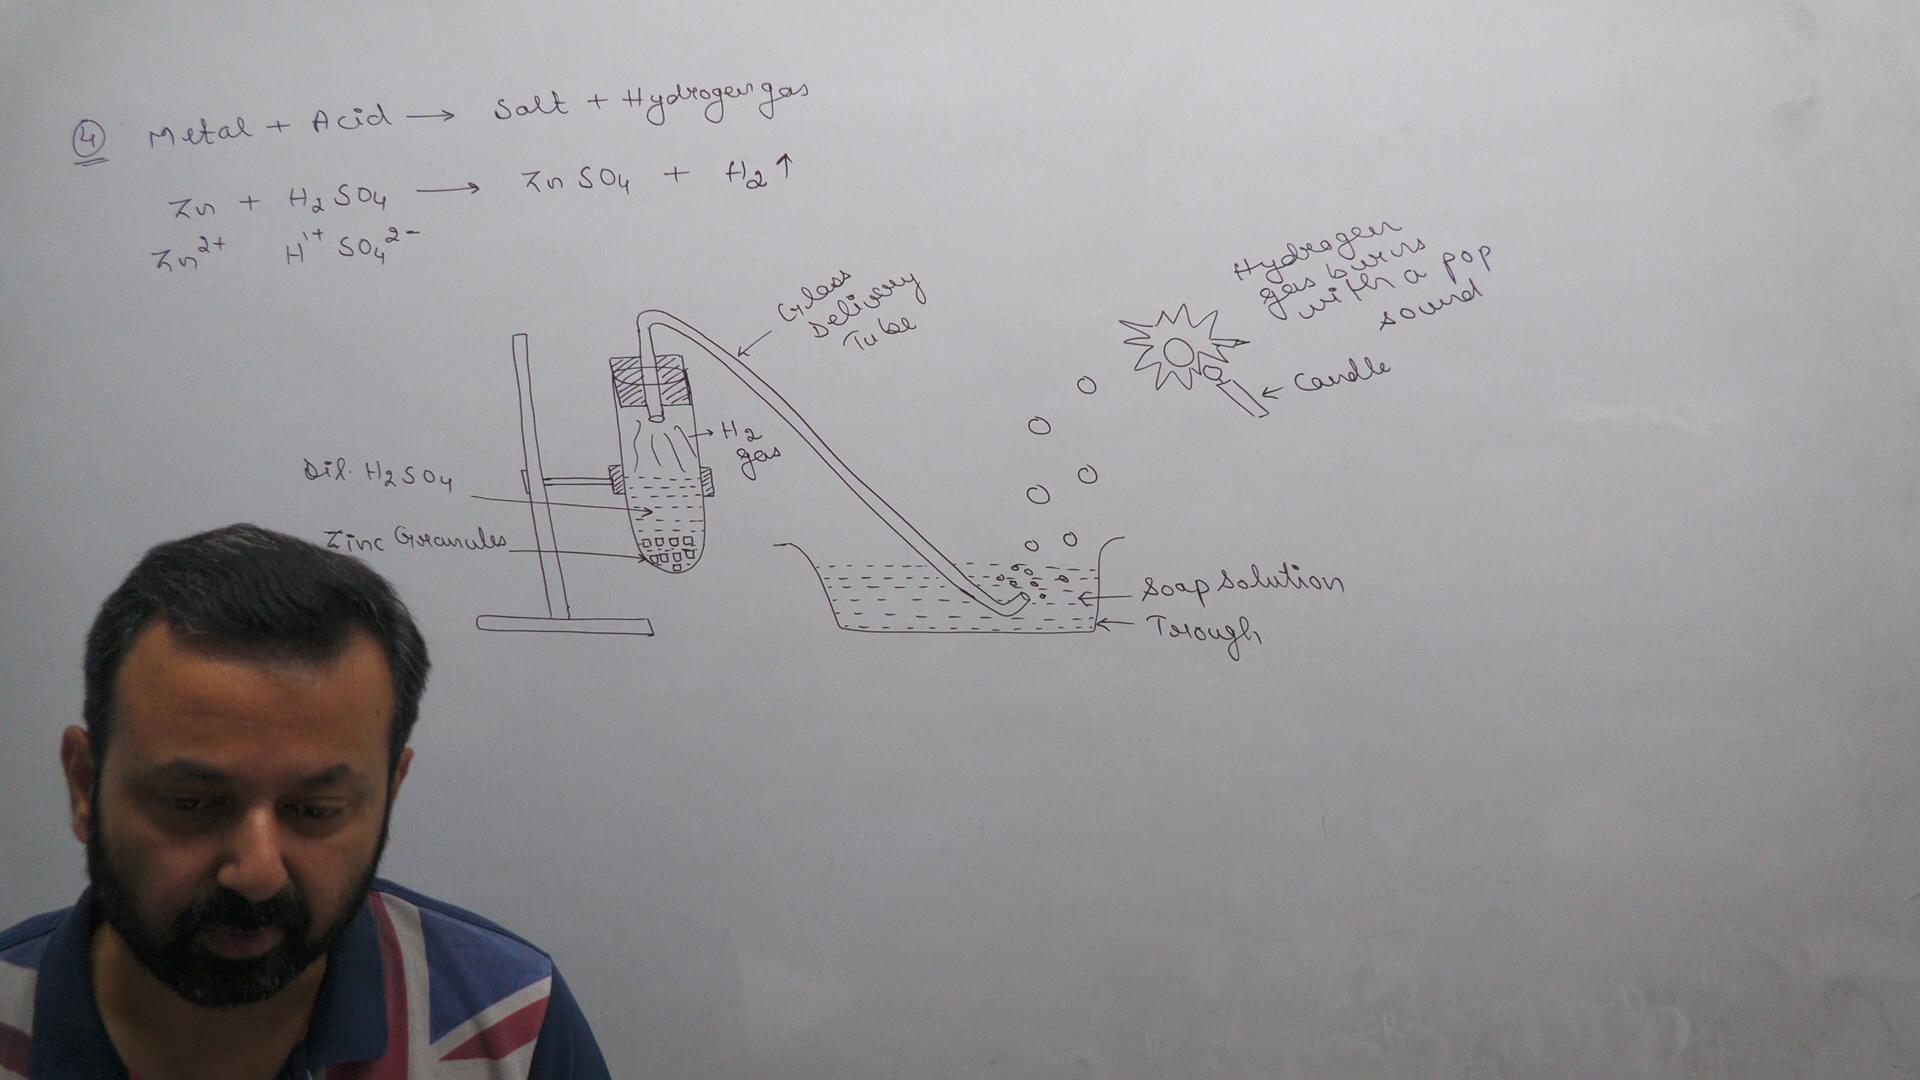 4 Metal + Acid → Salt + Hydrogen gas
Zn + H₂SO₄ → ZnSO₄ + H₂↑
Zn²⁺ H¹⁺ SO₄²⁻
Hydrogen
gas burns
with a pop
sound
Glass
Delivery
Tube
Candle
H₂
gas
Dil. H₂SO₄
Zinc Granules
Soap Solution
Trough